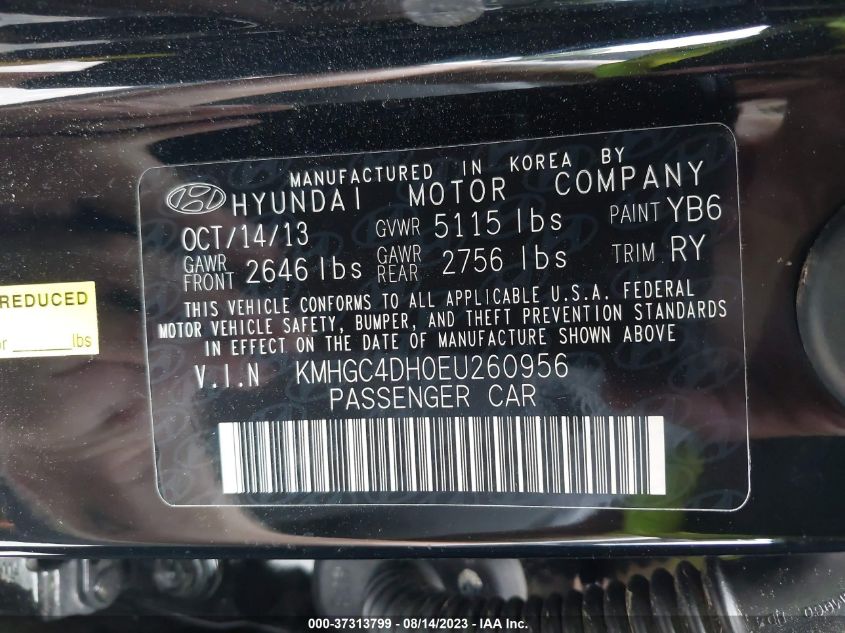 MANUFACTURED IN KOREA BY
HYUNDAI MOTOR COMPANY
OCT/14/13 GVWR 5115 lbs PAINT YB6
GAWR FRONT 2646 lbs GAWR REAR 2756 lbs TRIM RY
THIS VEHICLE CONFORMS TO ALL APPLICABLE U.S.A. FEDERAL
MOTOR VEHICLE SAFETY, BUMPER, AND THEFT PREVENTION STANDARDS
IN EFFECT ON THE DATE OF MANUFACTURE SHOWN ABOVE
V.I.N KMHGC4DH0EU260956
PASSENGER CAR
REDUCED
or ______lbs
000-37313799 - 08/14/2023 - IAA Inc.